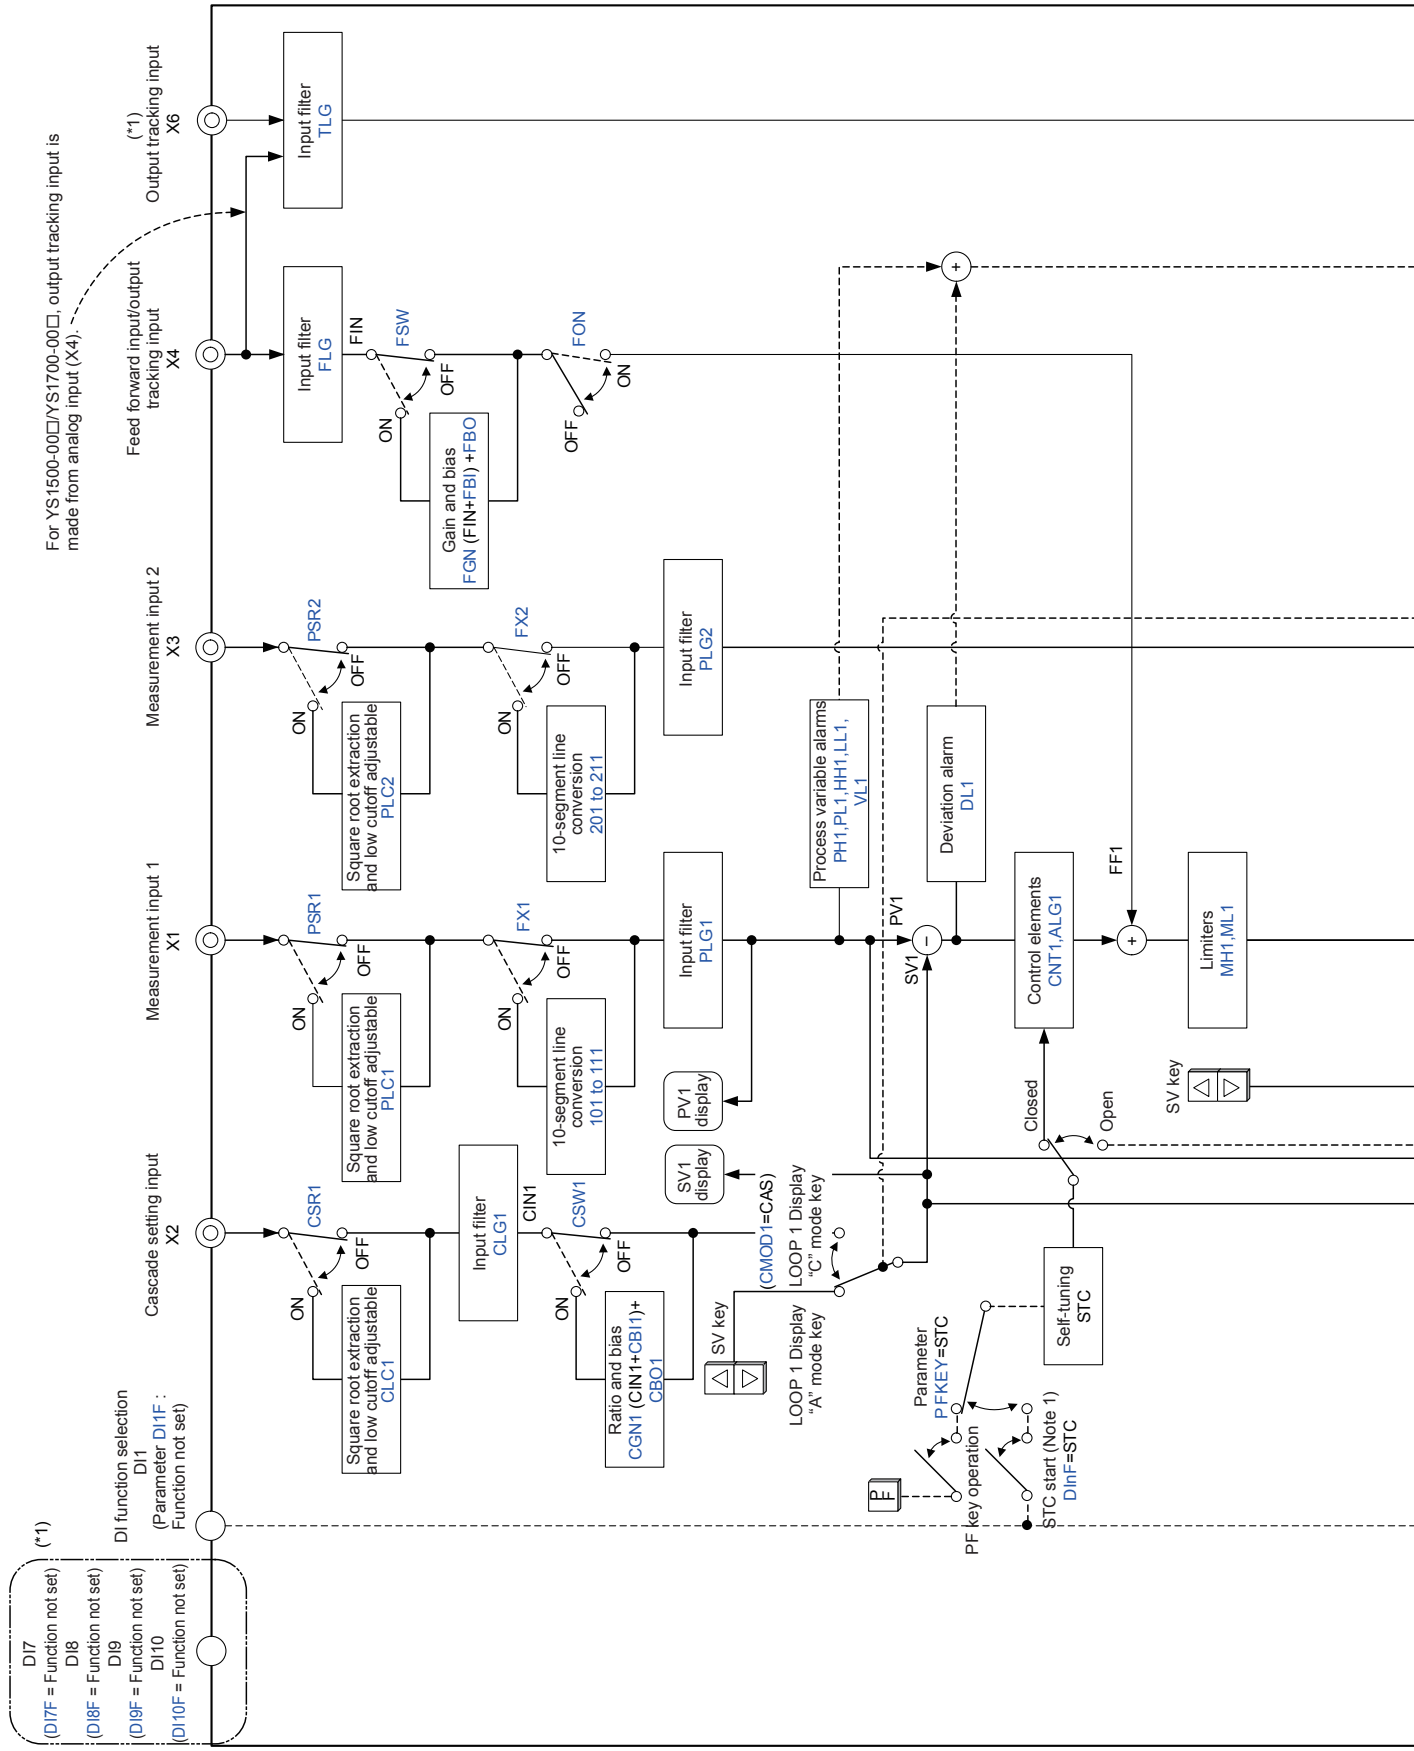 DI7
(DI7F = Function not set)
DI8
(DI8F = Function not set)
DI9
(DI9F = Function not set)
DI10
(DI10F = Function not set)
(*1)
DI function selection
DI1
(Parameter DI1F :
Function not set)
Cascade setting input
X2
Measurement input 1
X1
Measurement input 2
X3
Feed forward input/output
tracking input
X4
(*1)
Output tracking input
X6
For YS1500-00□/YS1700-00□, output tracking input is
made from analog input (X4).
Square root extraction
and low cutoff adjustable
CLC1
ON
OFF
CSR1
Input filter
CLG1
CIN1
CSW1
ON
OFF
Ratio and bias
CGN1 (CIN1+CBI1)+
CBO1
Square root extraction
and low cutoff adjustable
PLC1
ON
OFF
PSR1
10-segment line
conversion
101 to 111
ON
OFF
FX1
Input filter
PLG1
Square root extraction
and low cutoff adjustable
PLC2
ON
OFF
PSR2
10-segment line
conversion
201 to 211
ON
OFF
FX2
Input filter
PLG2
Input filter
FLG
FIN
FSW
ON
OFF
Gain and bias
FGN (FIN+FBI) +FBO
OFF
ON
FON
Input filter
TLG
PV1
display
SV1
display
SV key
(CMOD1=CAS)
LOOP 1 Display
"C" mode key
LOOP 1 Display
"A" mode key
Process variable alarms
PH1,PL1,HH1,LL1,
VL1
PV1
SV1
-
Deviation alarm
DL1
+
PF
PF key operation
Parameter
PFKEY=STC
STC start (Note 1)
DInF=STC
Self-tuning
STC
Closed
Open
Control elements
CNT1,ALG1
FF1
+
SV key
Limiters
MH1,ML1